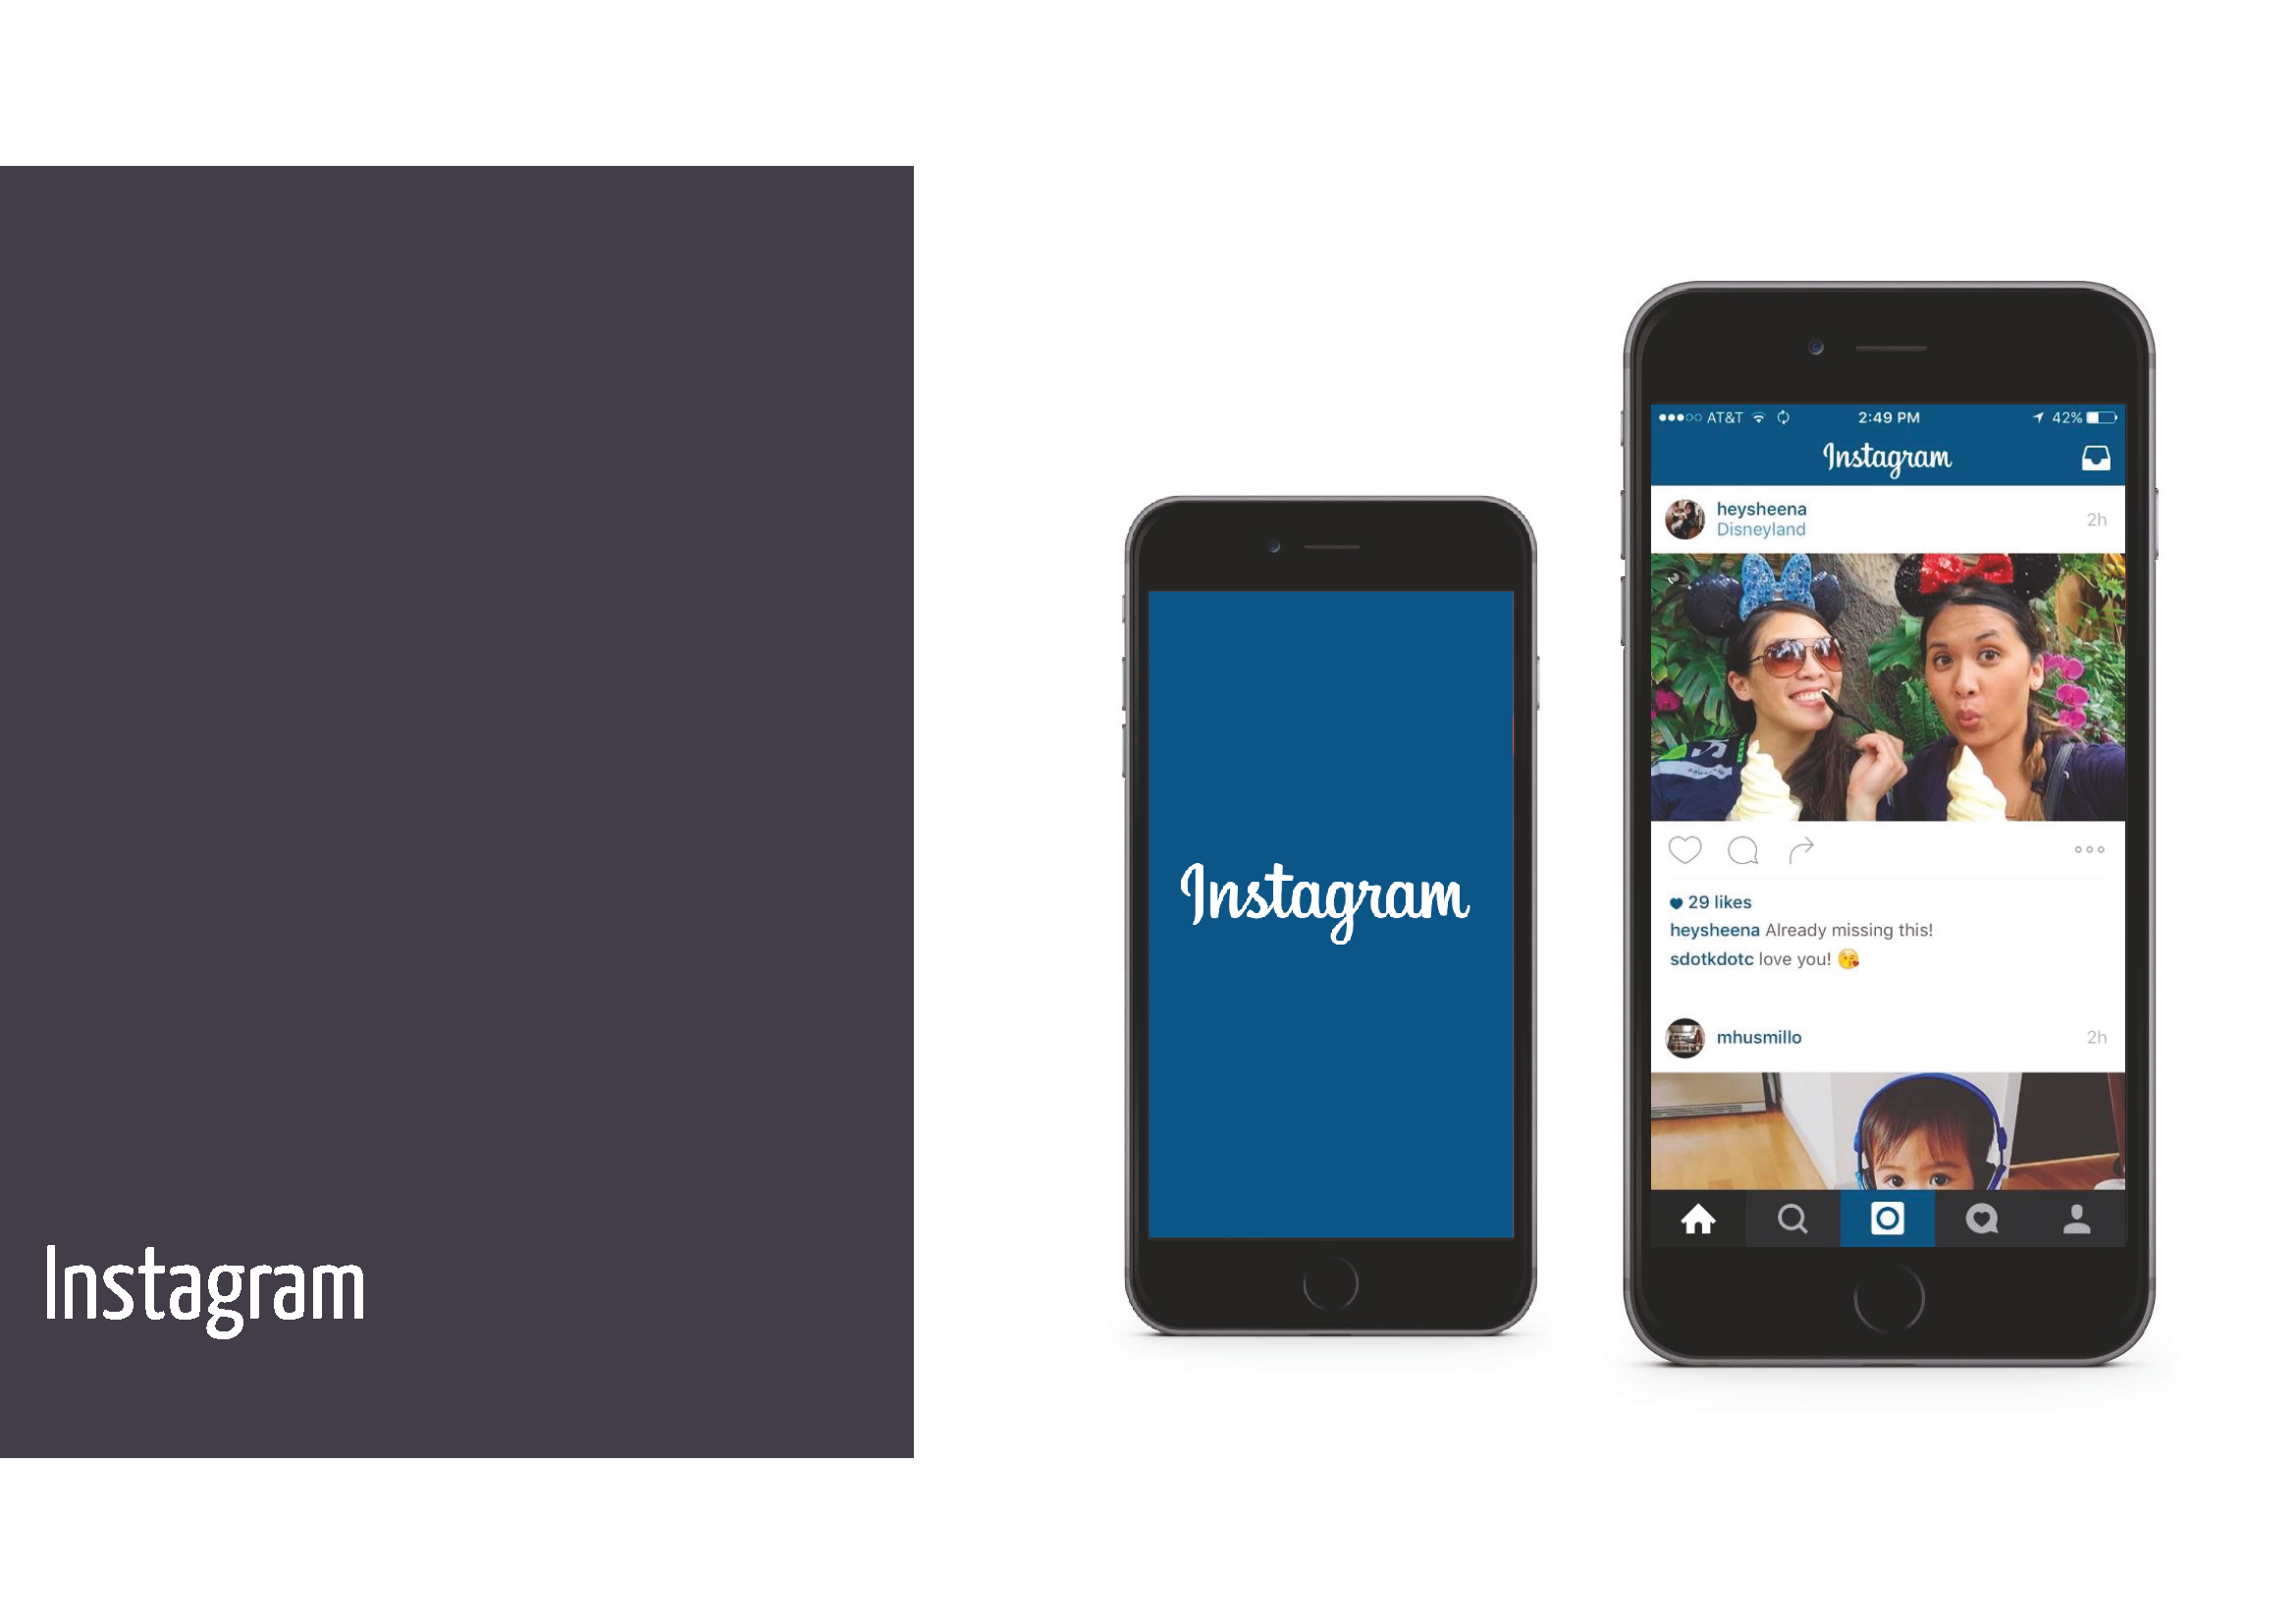 Instagram
Instagram
AT&T 2:49 PM 42%
Instagram
heysheena
Disneyland
2h
29 likes
heysheena Already missing this!
sdotkdotc love you! 😘
mhusmillo
2h